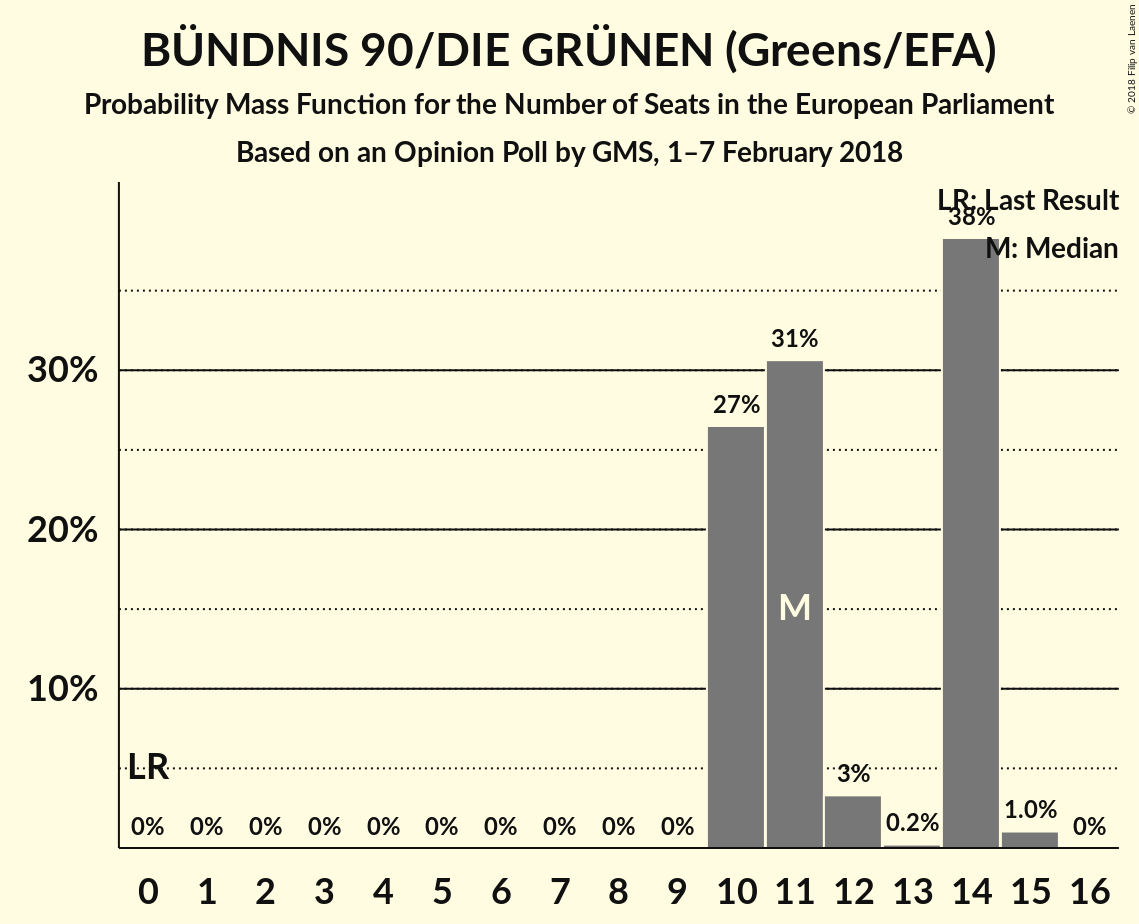 BÜNDNIS 90/DIE GRÜNEN (Greens/EFA)
Probability Mass Function for the Number of Seats in the European Parliament
Based on an Opinion Poll by GMS, 1–7 February 2018
© 2018 Filip van Laenen
LR: Last Result
M: Median
38%
31%
27%
30%
20%
10%
M
LR
0% 0% 0% 0% 0% 0% 0% 0% 0% 0% 3% 0.2% 1.0% 0%
0 1 2 3 4 5 6 7 8 9 10 11 12 13 14 15 16